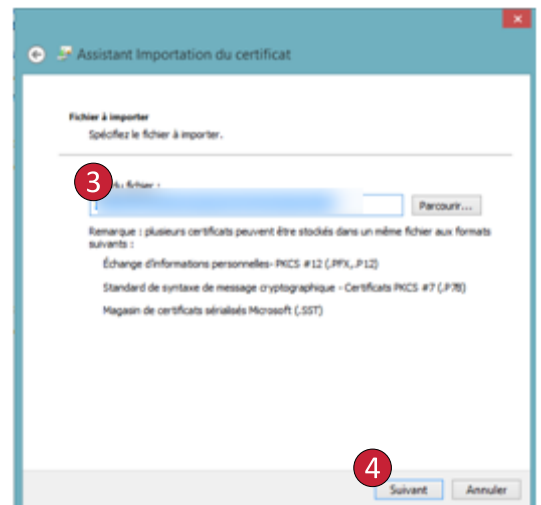 Assistant Importation du certificat
Fichier à importer
Spécifiez le fichier à importer.
3
du fichier :
Parcourir...
Remarque : plusieurs certificats peuvent être stockés dans un même fichier aux formats
suivants :
Échange d'informations personnelles- PKCS #12 (.PFX,.P12)
Standard de syntaxe de message cryptographique - Certificats PKCS #7 (.P7B)
Magasin de certificats sérialisés Microsoft (.SST)
4
Suivant
Annuler